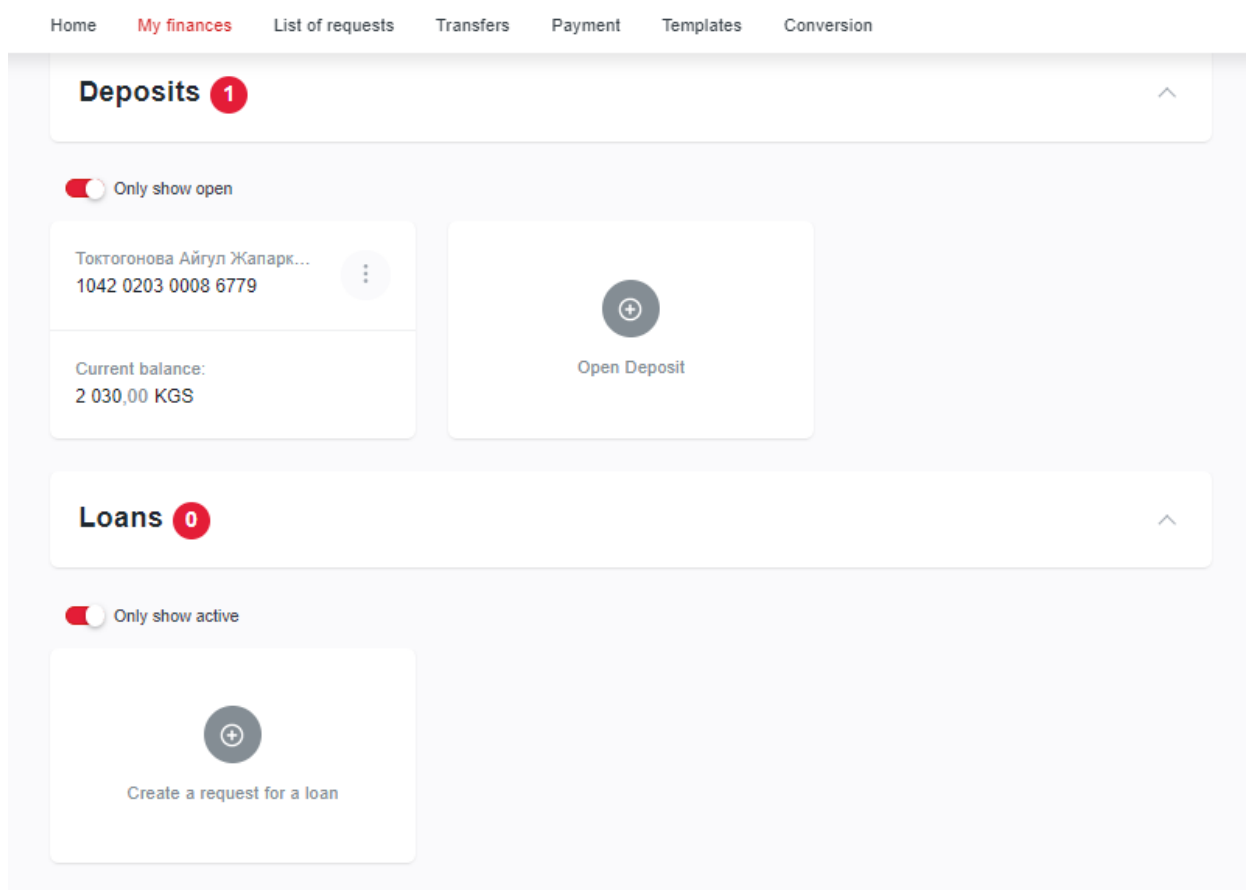 Home My finances List of requests Transfers Payment Templates Conversion
Deposits 1
Only show open
Токтогонова Айгул Жапарк...
1042 0203 0008 6779
Current balance:
2 030,00 KGS
Open Deposit
Loans 0
Only show active
Create a request for a loan